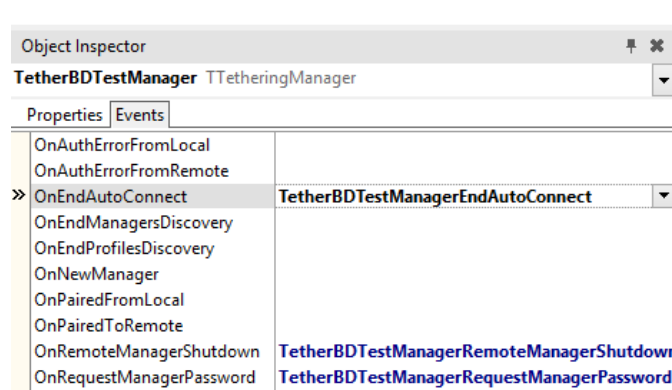 Object Inspector
TetherBDTestManager TTetheringManager
Properties Events
OnAuthErrorFromLocal
OnAuthErrorFromRemote
» OnEndAutoConnect TetherBDTestManagerEndAutoConnect
OnEndManagersDiscovery
OnEndProfilesDiscovery
OnNewManager
OnPairedFromLocal
OnPairedToRemote
OnRemoteManagerShutdown TetherBDTestManagerRemoteManagerShutdown
OnRequestManagerPassword TetherBDTestManagerRequestManagerPassword